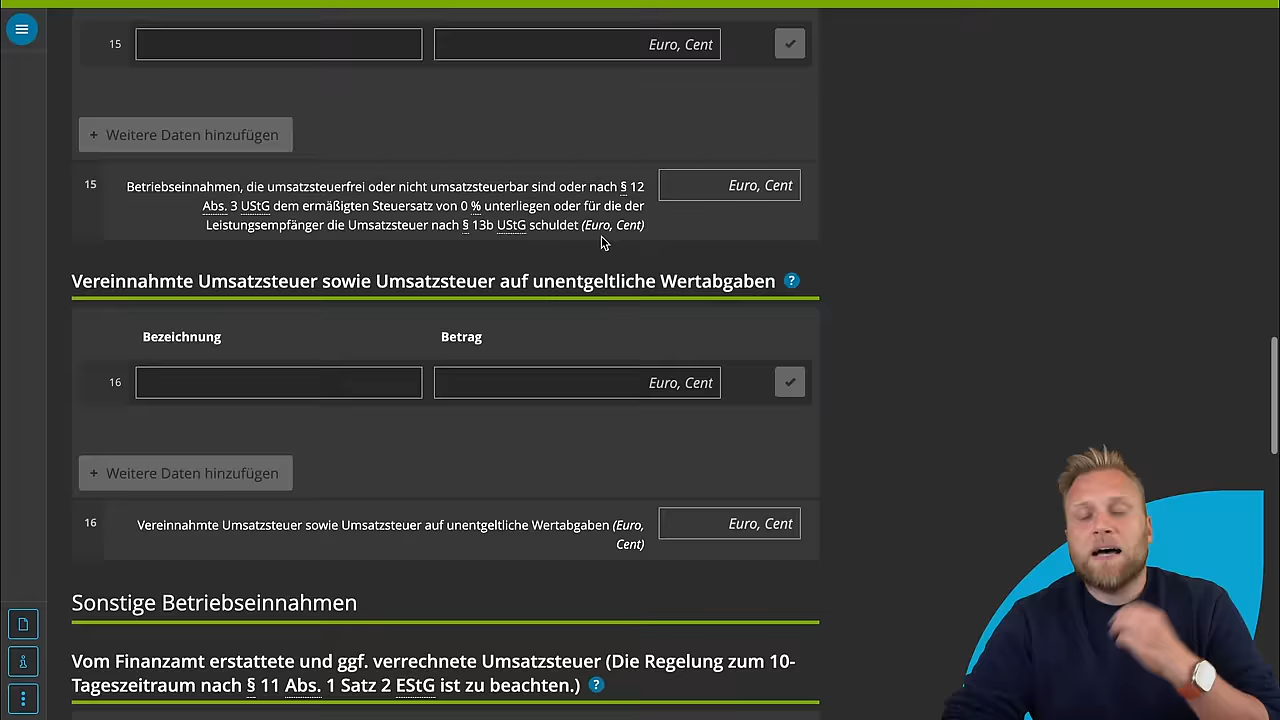 15
Euro, Cent
+ Weitere Daten hinzufügen
15
Betriebseinnahmen, die umsatzsteuerfrei oder nicht umsatzsteuerbar sind oder nach § 12
Abs. 3 UStG dem ermäßigten Steuersatz von 0 % unterliegen oder für die der
Leistungsempfänger die Umsatzsteuer nach § 13b UStG schuldet (Euro, Cent)
Euro, Cent
Vereinnahmte Umsatzsteuer sowie Umsatzsteuer auf unentgeltliche Wertabgaben ?
Bezeichnung
Betrag
16
Euro, Cent
+ Weitere Daten hinzufügen
16
Vereinnahmte Umsatzsteuer sowie Umsatzsteuer auf unentgeltliche Wertabgaben (Euro,
Cent)
Euro, Cent
Sonstige Betriebseinnahmen
Vom Finanzamt erstattete und ggf. verrechnete Umsatzsteuer (Die Regelung zum 10-
Tageszeitraum nach § 11 Abs. 1 Satz 2 EStG ist zu beachten.) ?